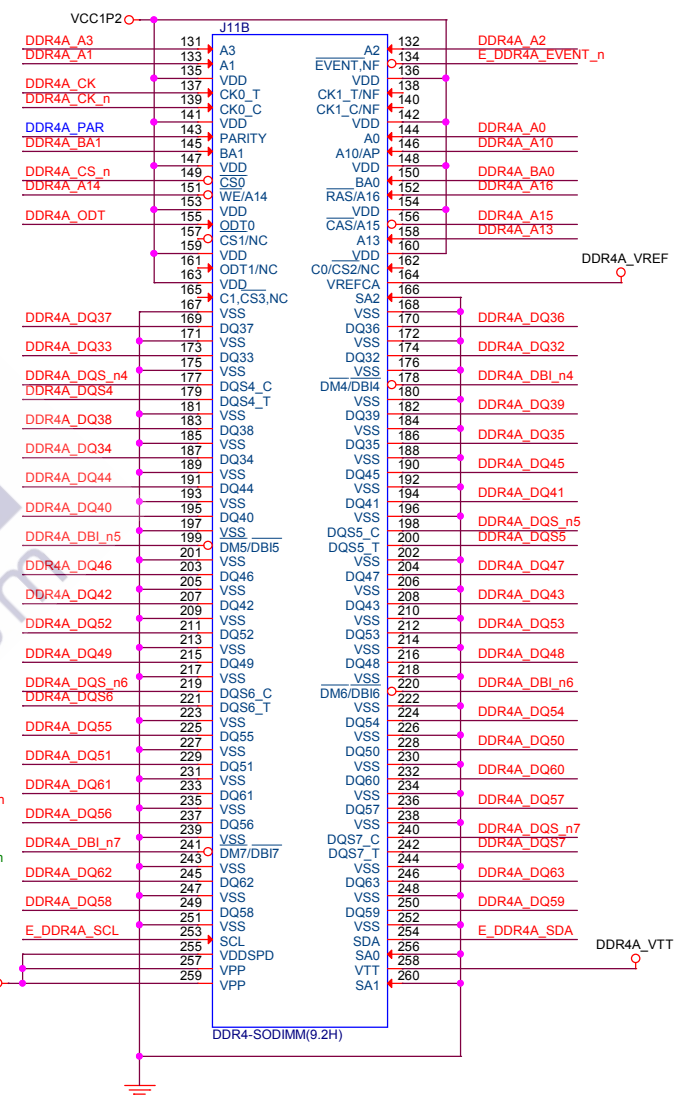 VCC1P2
J11B
DDR4A_A3 131 A3 A2 132 DDR4A_A2
DDR4A_A1 133 A1 EVENT,NF 134 E_DDR4A_EVENT_n
135 VDD VDD 136
DDR4A_CK 137 CK0_T CK1_T/NF 138
DDR4A_CK_n 139 CK0_C CK1_C/NF 140
141 VDD VDD 142
DDR4A_PAR 143 PARITY A0 144 DDR4A_A0
DDR4A_BA1 145 BA1 A10/AP 146 DDR4A_A10
147 VDD VDD 148
DDR4A_CS_n 149 CS0 BA0 150 DDR4A_BA0
DDR4A_A14 151 WE/A14 RAS/A16 152 DDR4A_A16
153 VDD VDD 154
DDR4A_ODT 155 ODT0 CAS/A15 156 DDR4A_A15
157 CS1/NC A13 158 DDR4A_A13
159 VDD VDD 160
161 ODT1/NC C0/CS2/NC 162
DDR4A_VREF
163 VDD VREFCA 164
165 C1,CS3,NC SA2 166
167 VSS VSS 168
DDR4A_DQ37 169 DQ37 DQ36 170 DDR4A_DQ36
171 VSS VSS 172
DDR4A_DQ33 173 DQ33 DQ32 174 DDR4A_DQ32
175 VSS VSS 176
DDR4A_DQS_n4 177 DQS4_C DM4/DBI4 178 DDR4A_DBI_n4
DDR4A_DQS4 179 DQS4_T VSS 180
181 VSS DQ39 182 DDR4A_DQ39
DDR4A_DQ38 183 DQ38 VSS 184
185 VSS DQ35 186 DDR4A_DQ35
DDR4A_DQ34 187 DQ34 VSS 188
189 VSS DQ45 190 DDR4A_DQ45
DDR4A_DQ44 191 DQ44 VSS 192
193 VSS DQ41 194 DDR4A_DQ41
DDR4A_DQ40 195 DQ40 VSS 196
197 VSS DQS5_C 198 DDR4A_DQS_n5
DDR4A_DBI_n5 199 DM5/DBI5 DQS5_T 200 DDR4A_DQS5
201 VSS VSS 202
DDR4A_DQ46 203 DQ46 DQ47 204 DDR4A_DQ47
205 VSS VSS 206
DDR4A_DQ42 207 DQ42 DQ43 208 DDR4A_DQ43
209 VSS VSS 210
DDR4A_DQ52 211 DQ52 DQ53 212 DDR4A_DQ53
213 VSS VSS 214
DDR4A_DQ49 215 DQ49 DQ48 216 DDR4A_DQ48
217 VSS VSS 218
DDR4A_DQS_n6 219 DQS6_C DM6/DBI6 220 DDR4A_DBI_n6
DDR4A_DQS6 221 DQS6_T VSS 222
223 VSS DQ54 224 DDR4A_DQ54
DDR4A_DQ55 225 DQ55 VSS 226
227 VSS DQ50 228 DDR4A_DQ50
DDR4A_DQ51 229 DQ51 VSS 230
231 VSS DQ60 232 DDR4A_DQ60
DDR4A_DQ61 233 DQ61 VSS 234
235 VSS DQ57 236 DDR4A_DQ57
DDR4A_DQ56 237 DQ56 VSS 238
239 VSS DQS7_C 240 DDR4A_DQS_n7
DDR4A_DBI_n7 241 DM7/DBI7 DQS7_T 242 DDR4A_DQS7
243 VSS VSS 244
DDR4A_DQ62 245 DQ62 DQ63 246 DDR4A_DQ63
247 VSS VSS 248
DDR4A_DQ58 249 DQ58 DQ59 250 DDR4A_DQ59
251 VSS VSS 252
E_DDR4A_SCL 253 SCL SDA 254 E_DDR4A_SDA
255 VDDSPD SA0 256
DDR4A_VTT
257 VPP VTT 258
259 VPP SA1 260
DDR4-SODIMM(9.2H)